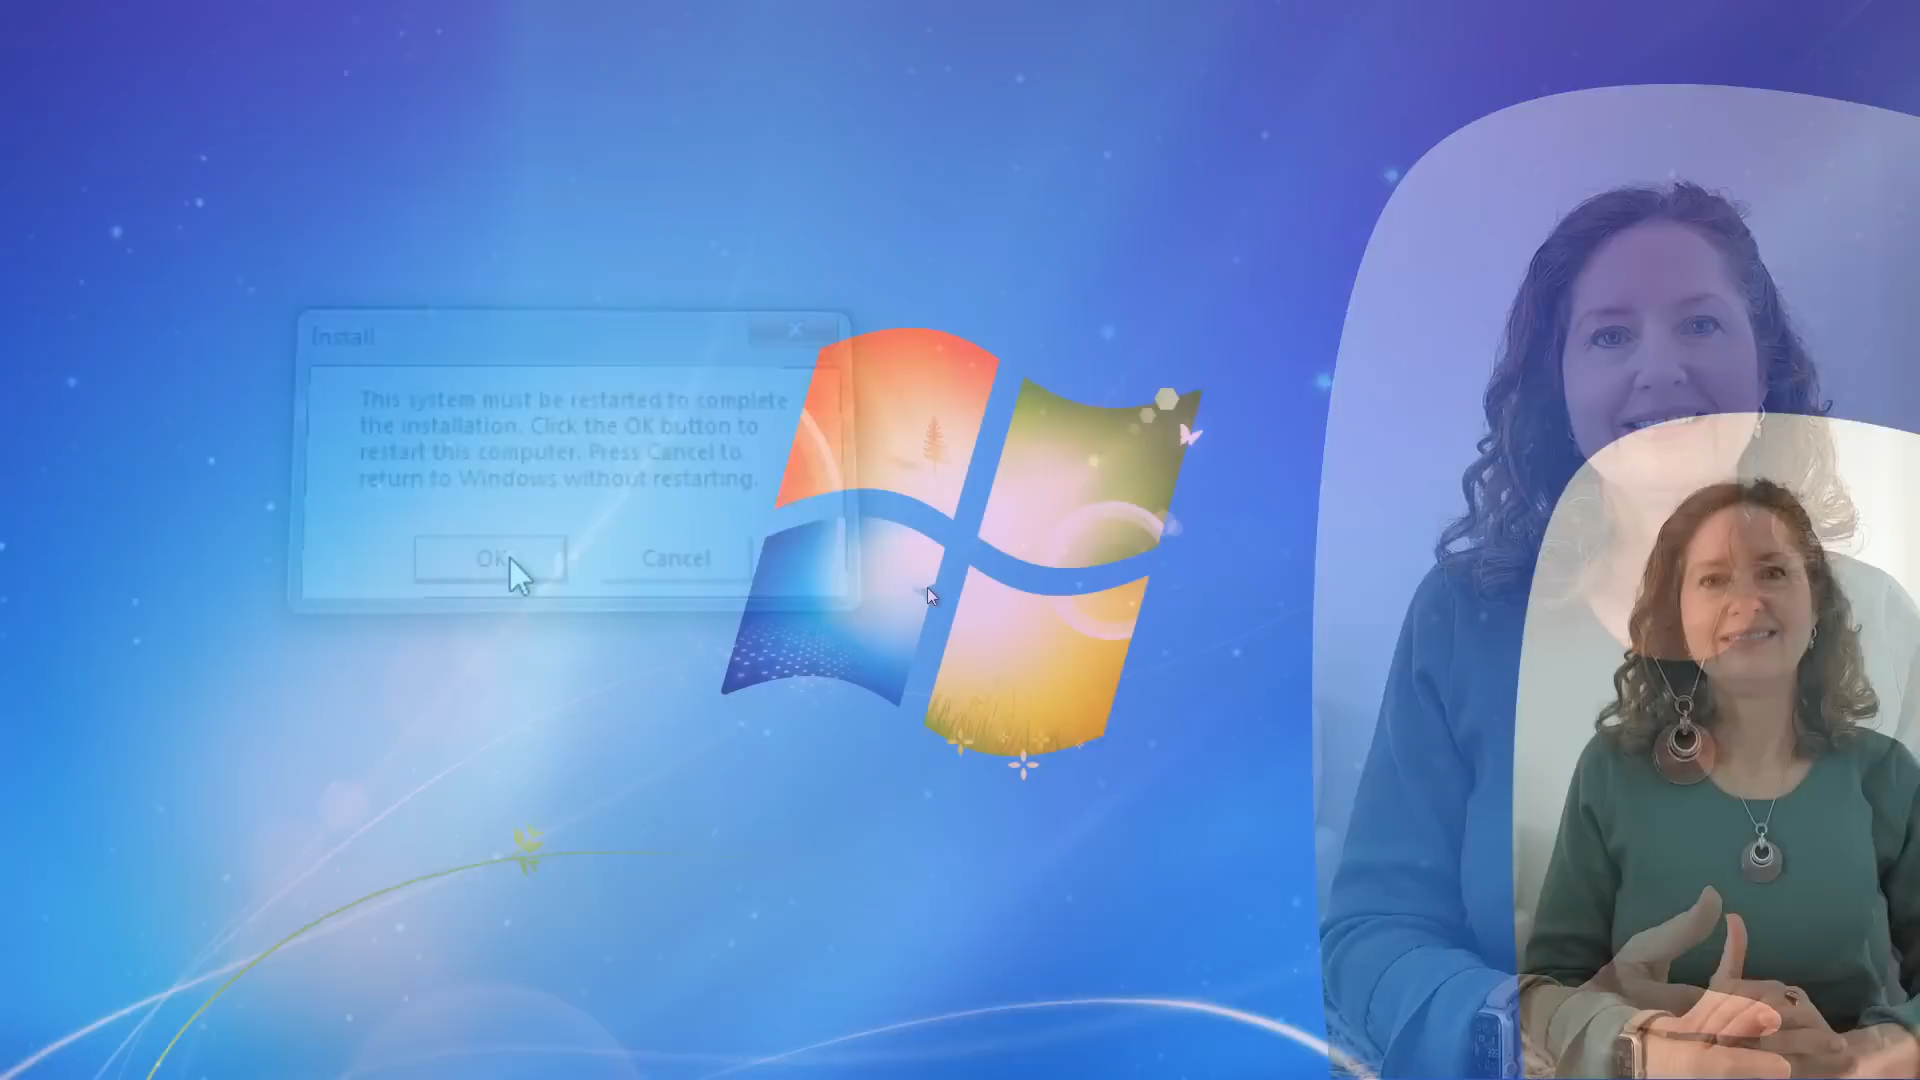 Install
This system must be restarted to complete
the installation. Click the OK button to
restart this computer. Press Cancel to
return to Windows without restarting.
OK
Cancel